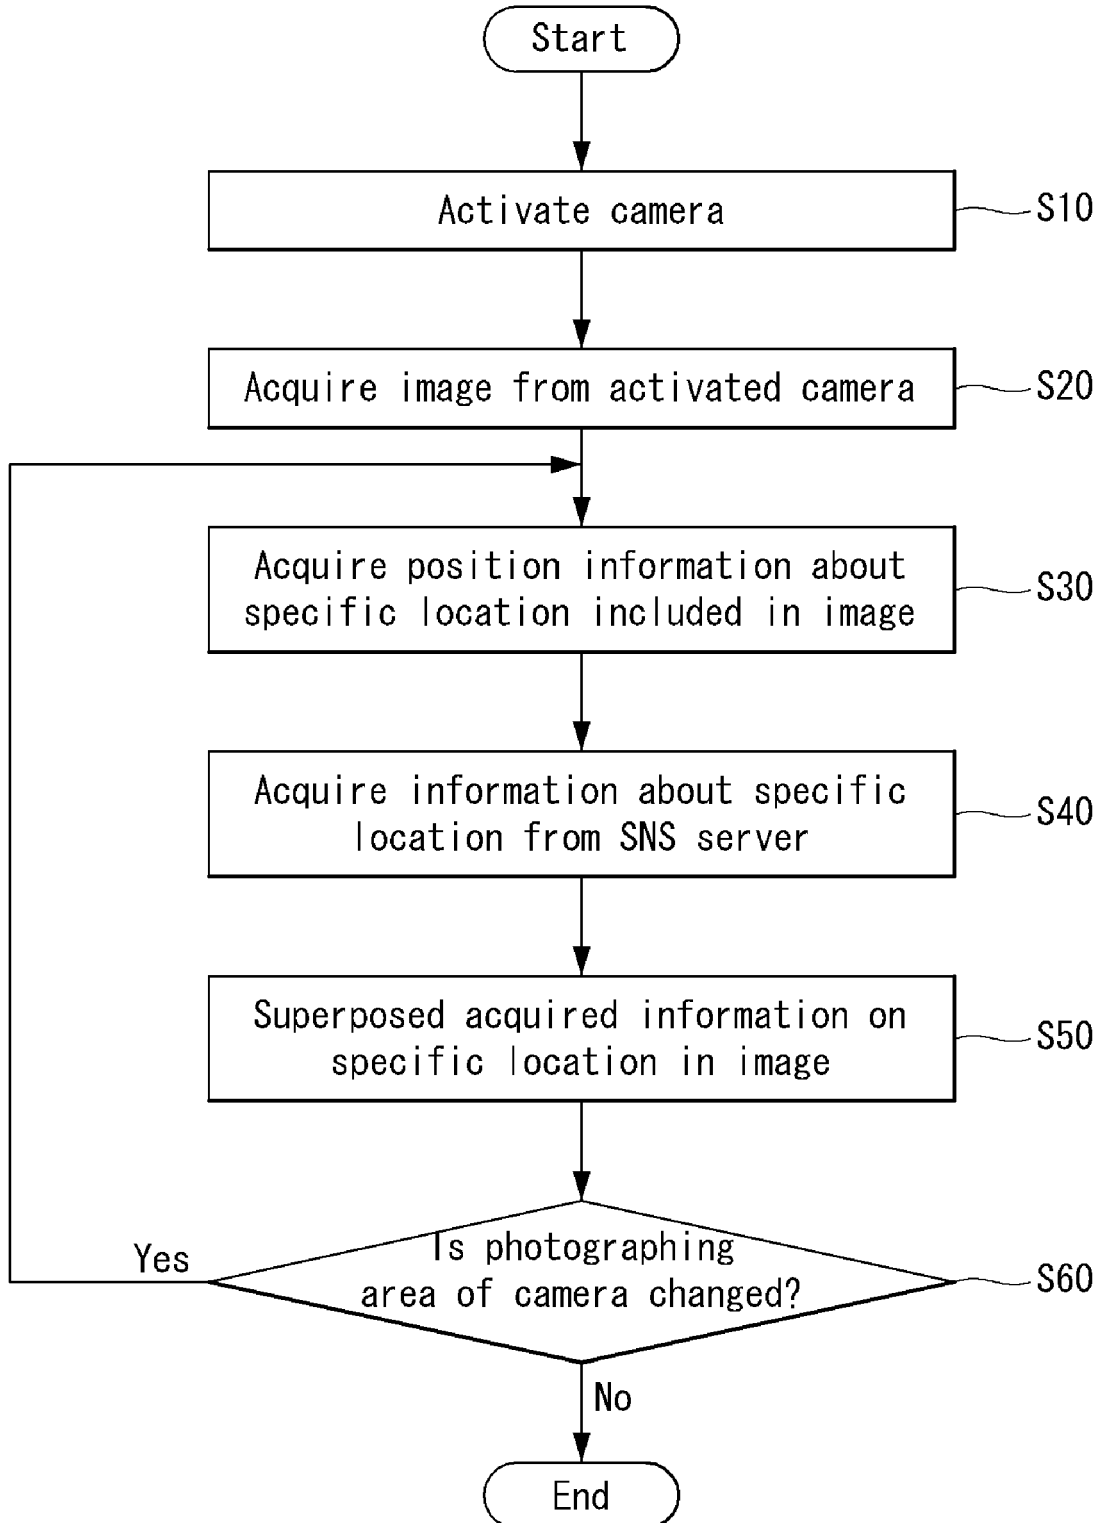 Start
Activate camera
S10
Acquire image from activated camera
S20
Acquire position information about
specific location included in image
S30
Acquire information about specific
location from SNS server
S40
Superposed acquired information on
specific location in image
S50
Is photographing
area of camera changed?
S60
Yes
No
End